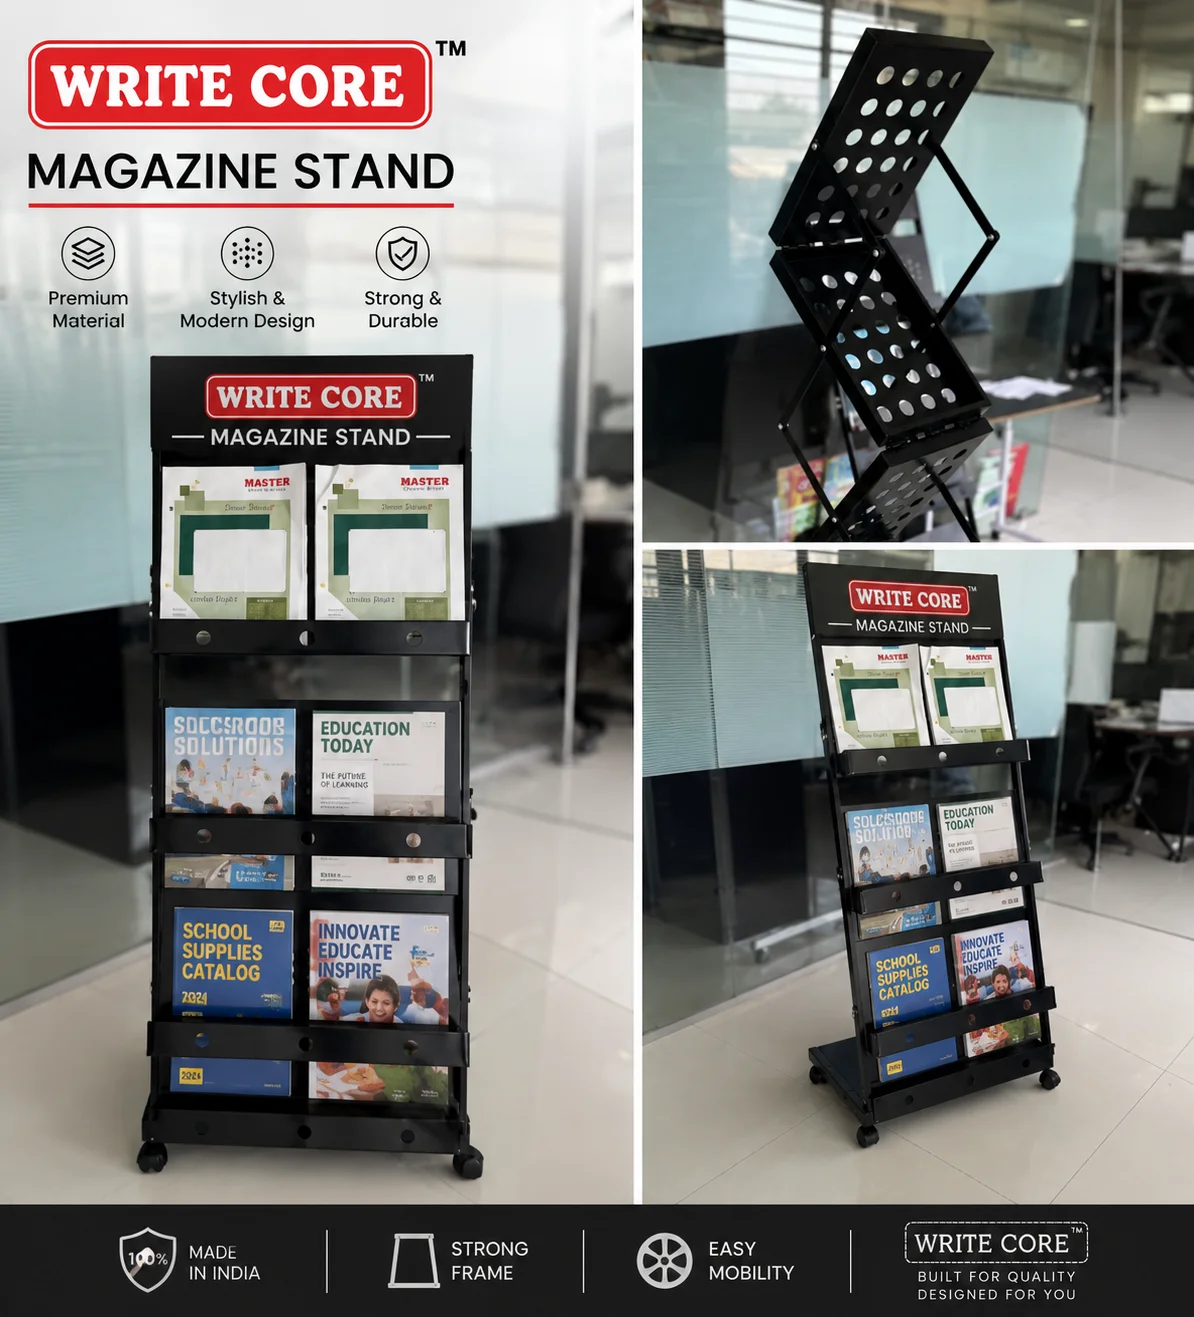 WRITE CORE™
MAGAZINE STAND
Premium
Material
Stylish &
Modern Design
Strong &
Durable
WRITE CORE™
MAGAZINE STAND
MASTER
MASTER
SOLUTIONS
EDUCATION
TODAY
THE FUTURE
OF LEARNING
SCHOOL
SUPPLIES
CATALOG
2024
INNOVATE
EDUCATE
INSPIRE
WRITE CORE™
MAGAZINE STAND
MASTER
MASTER
EDUCATION
TODAY
SCHOOL
SUPPLIES
CATALOG
INNOVATE
EDUCATE
INSPIRE
100%
MADE
IN INDIA
STRONG
FRAME
EASY
MOBILITY
WRITE CORE™
BUILT FOR QUALITY
DESIGNED FOR YOU